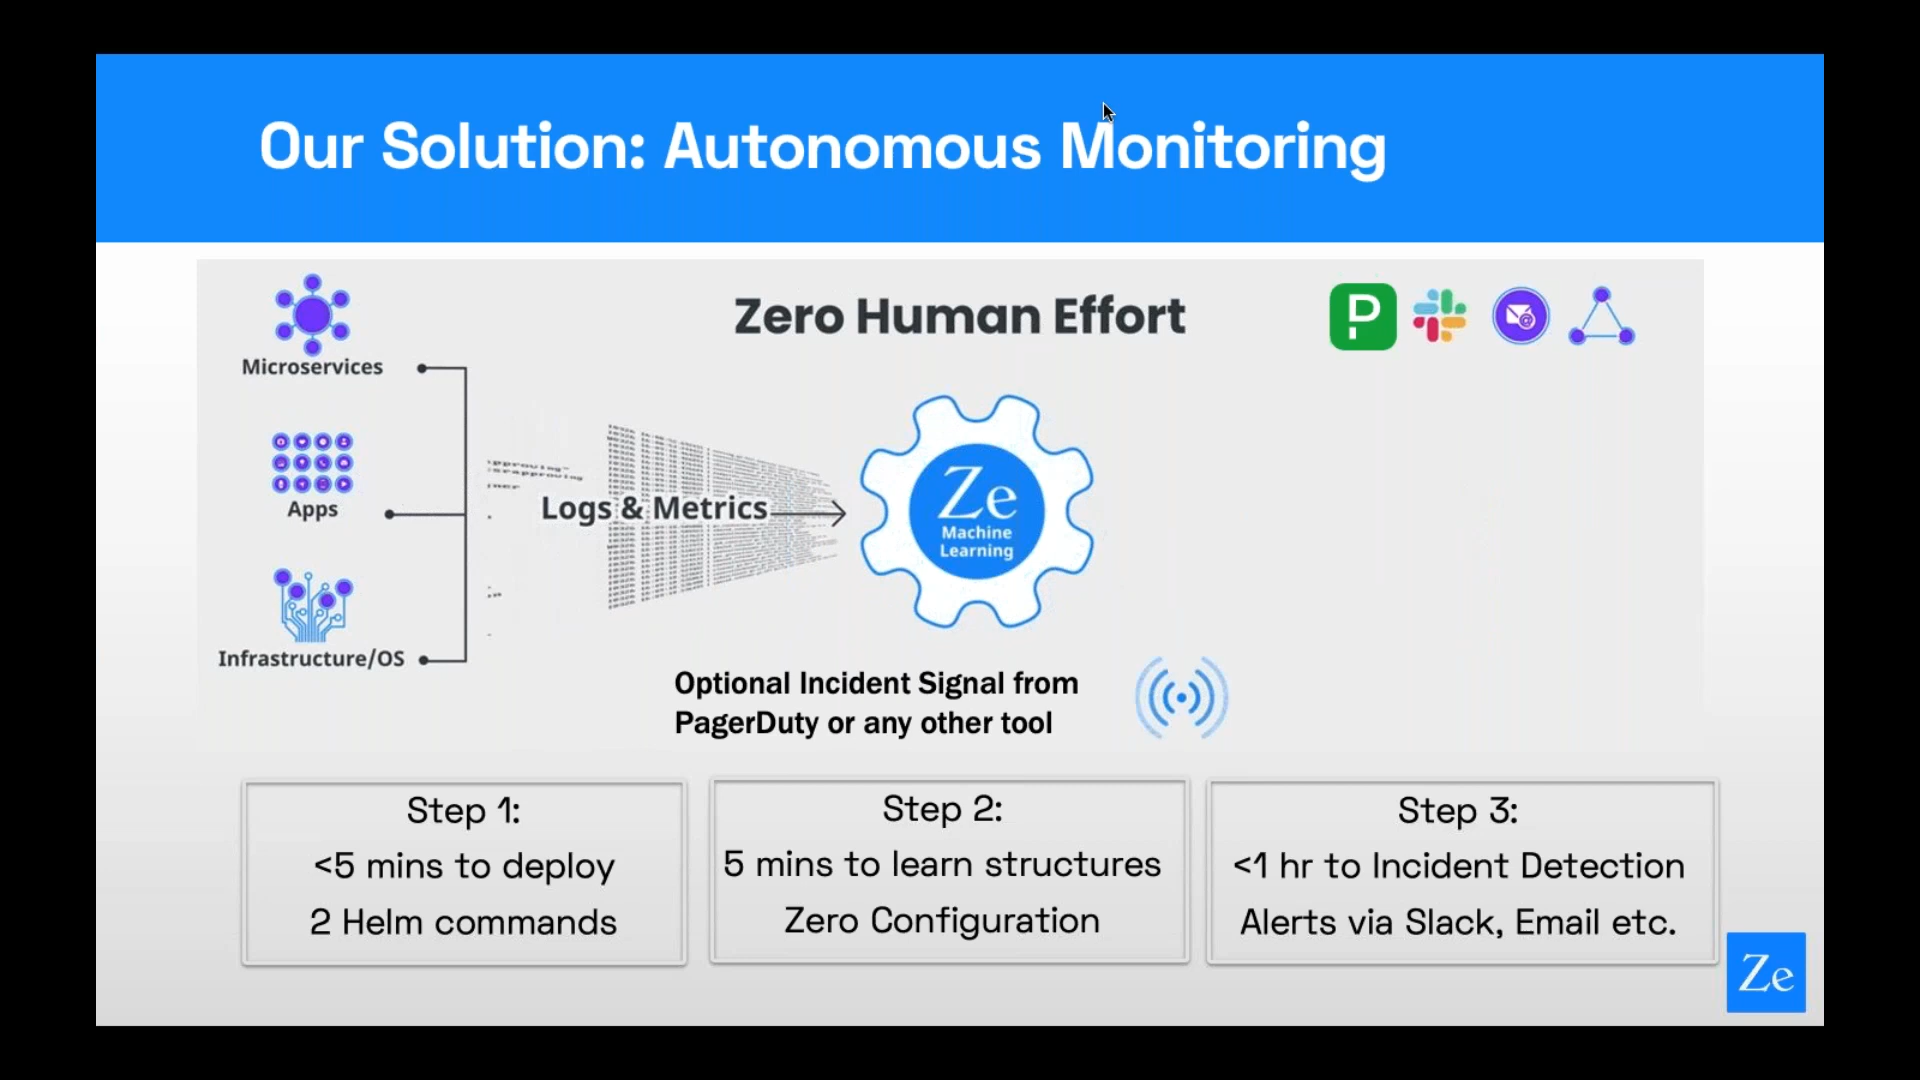 Our Solution: Autonomous Monitoring
Zero Human Effort
P
Microservices
Apps
Infrastructure/OS
Logs & Metrics
Ze
Machine
Learning
Optional Incident Signal from
PagerDuty or any other tool
Step 1:
<5 mins to deploy
2 Helm commands
Step 2:
5 mins to learn structures
Zero Configuration
Step 3:
<1 hr to Incident Detection
Alerts via Slack, Email etc.
Ze